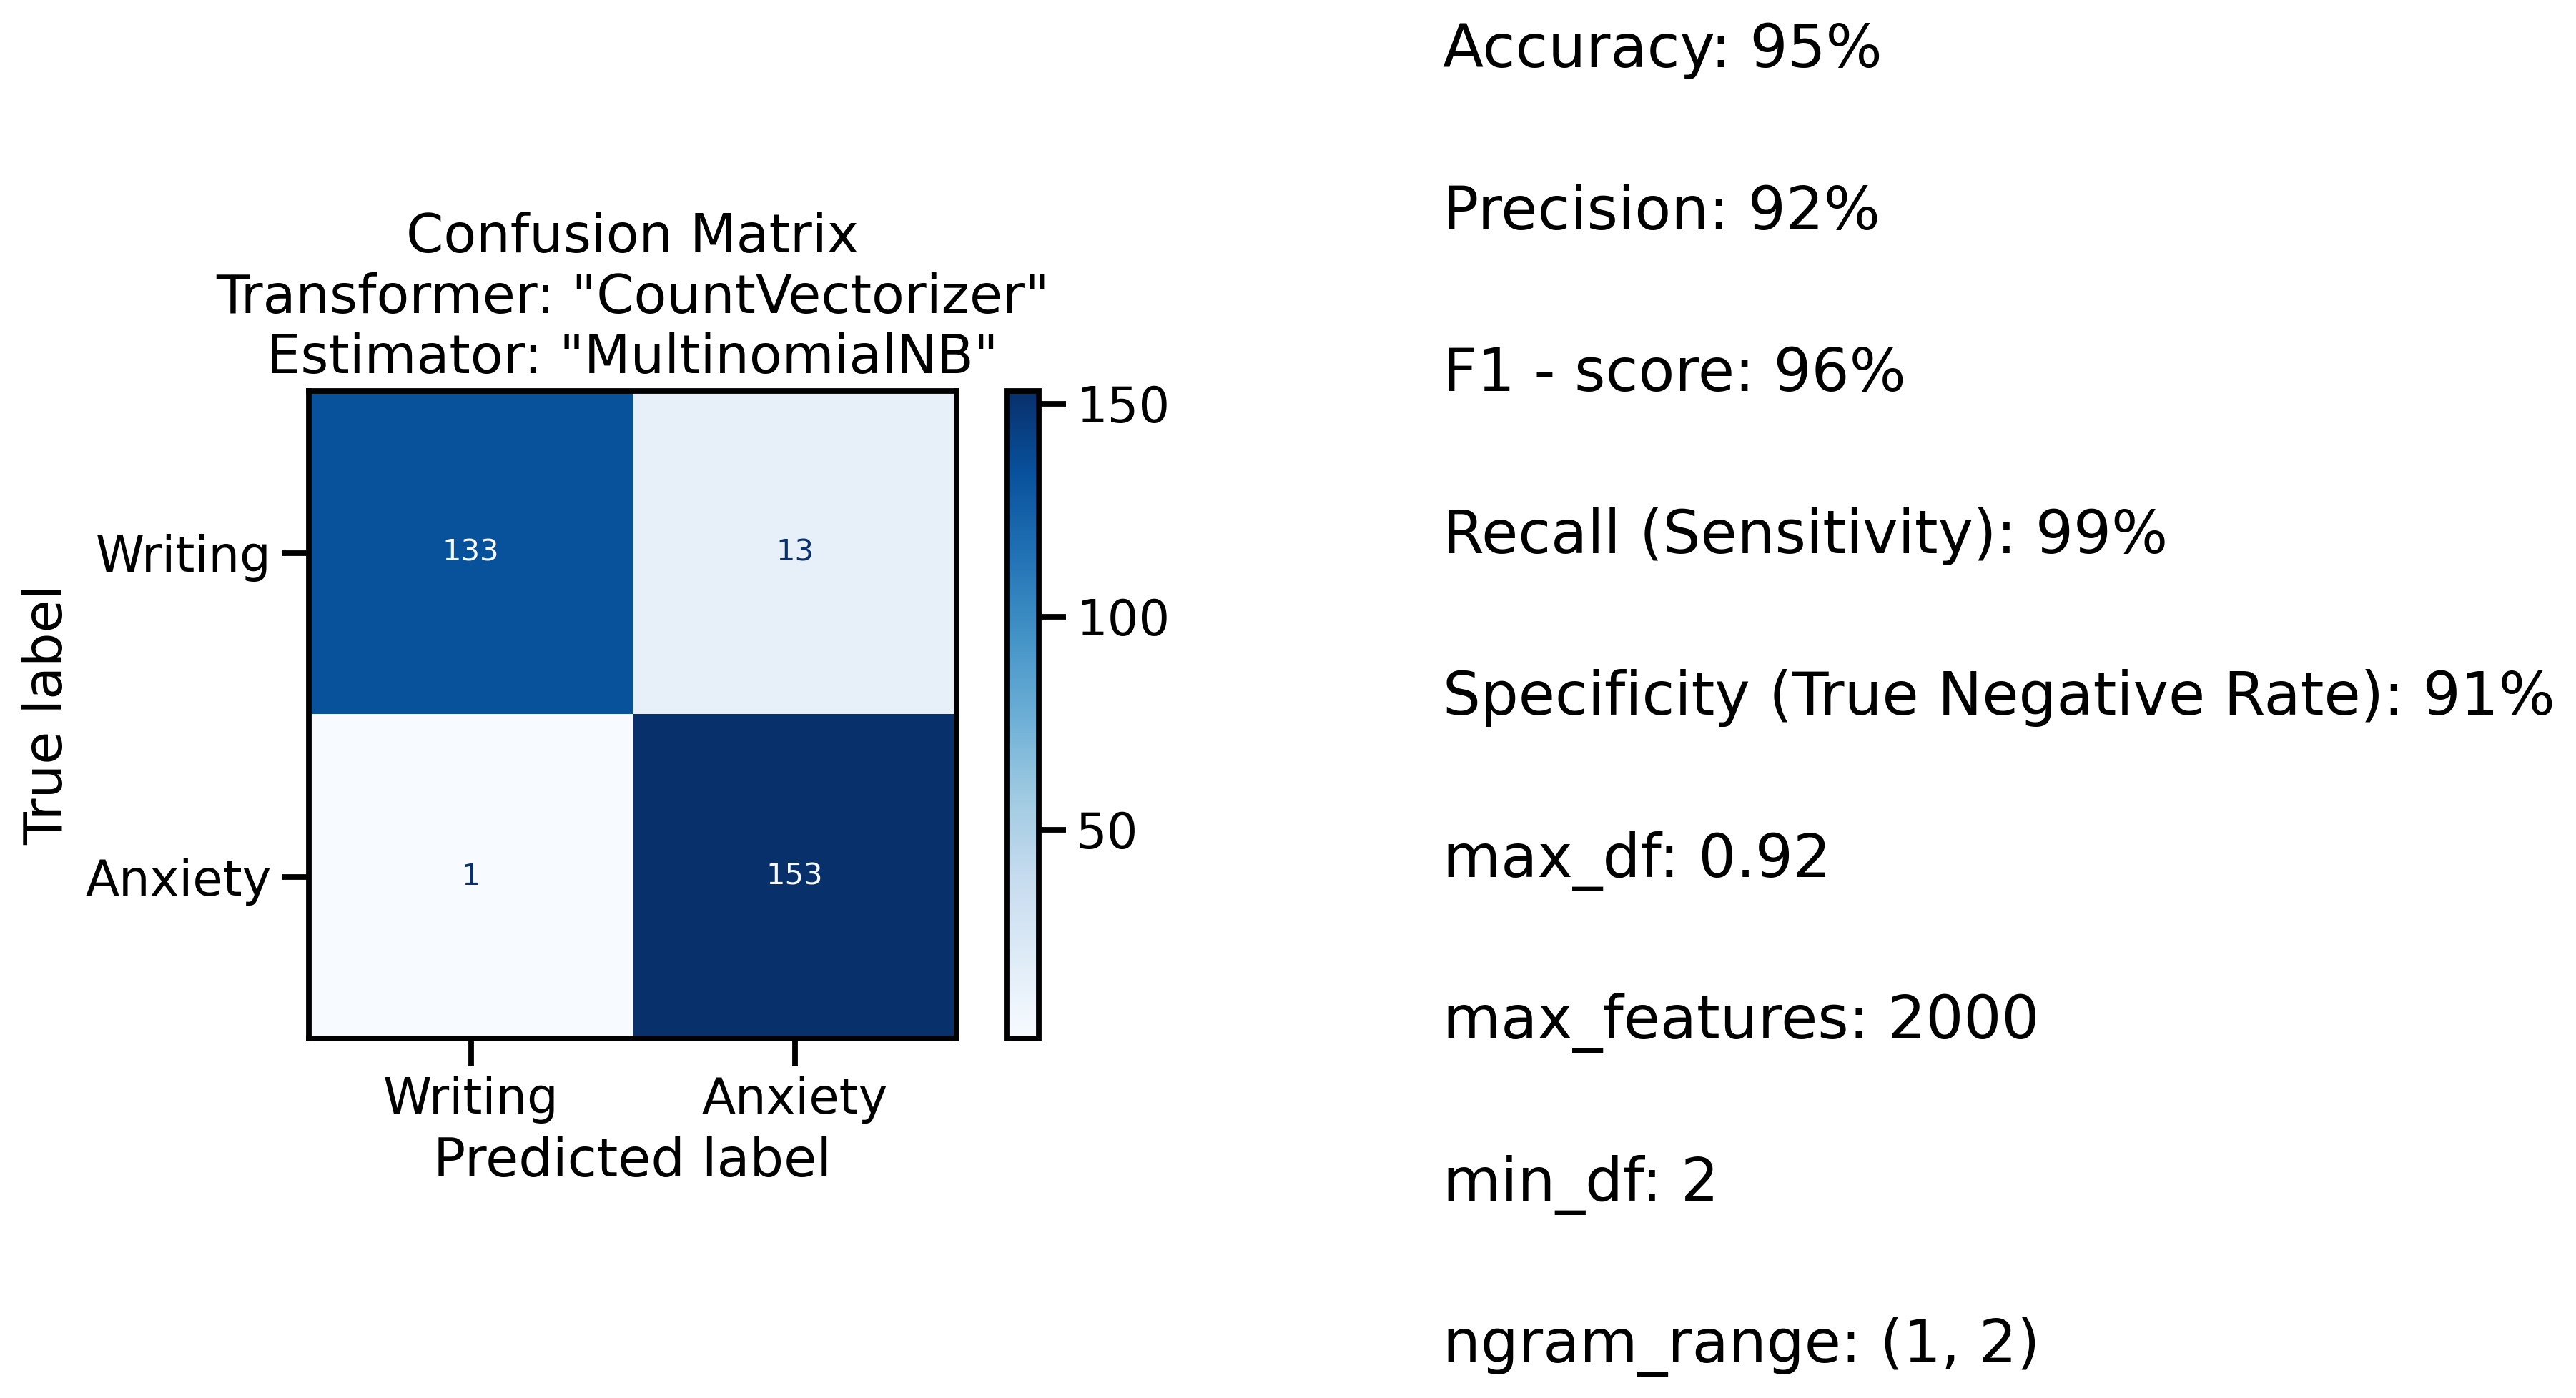 Confusion Matrix
Transformer: "CountVectorizer"
Estimator: "MultinomialNB"
True label
Writing
Anxiety
133
13
1
153
150
100
50
Writing
Anxiety
Predicted label
Accuracy: 95%
Precision: 92%
F1 - score: 96%
Recall (Sensitivity): 99%
Specificity (True Negative Rate): 91%
max_df: 0.92
max_features: 2000
min_df: 2
ngram_range: (1, 2)